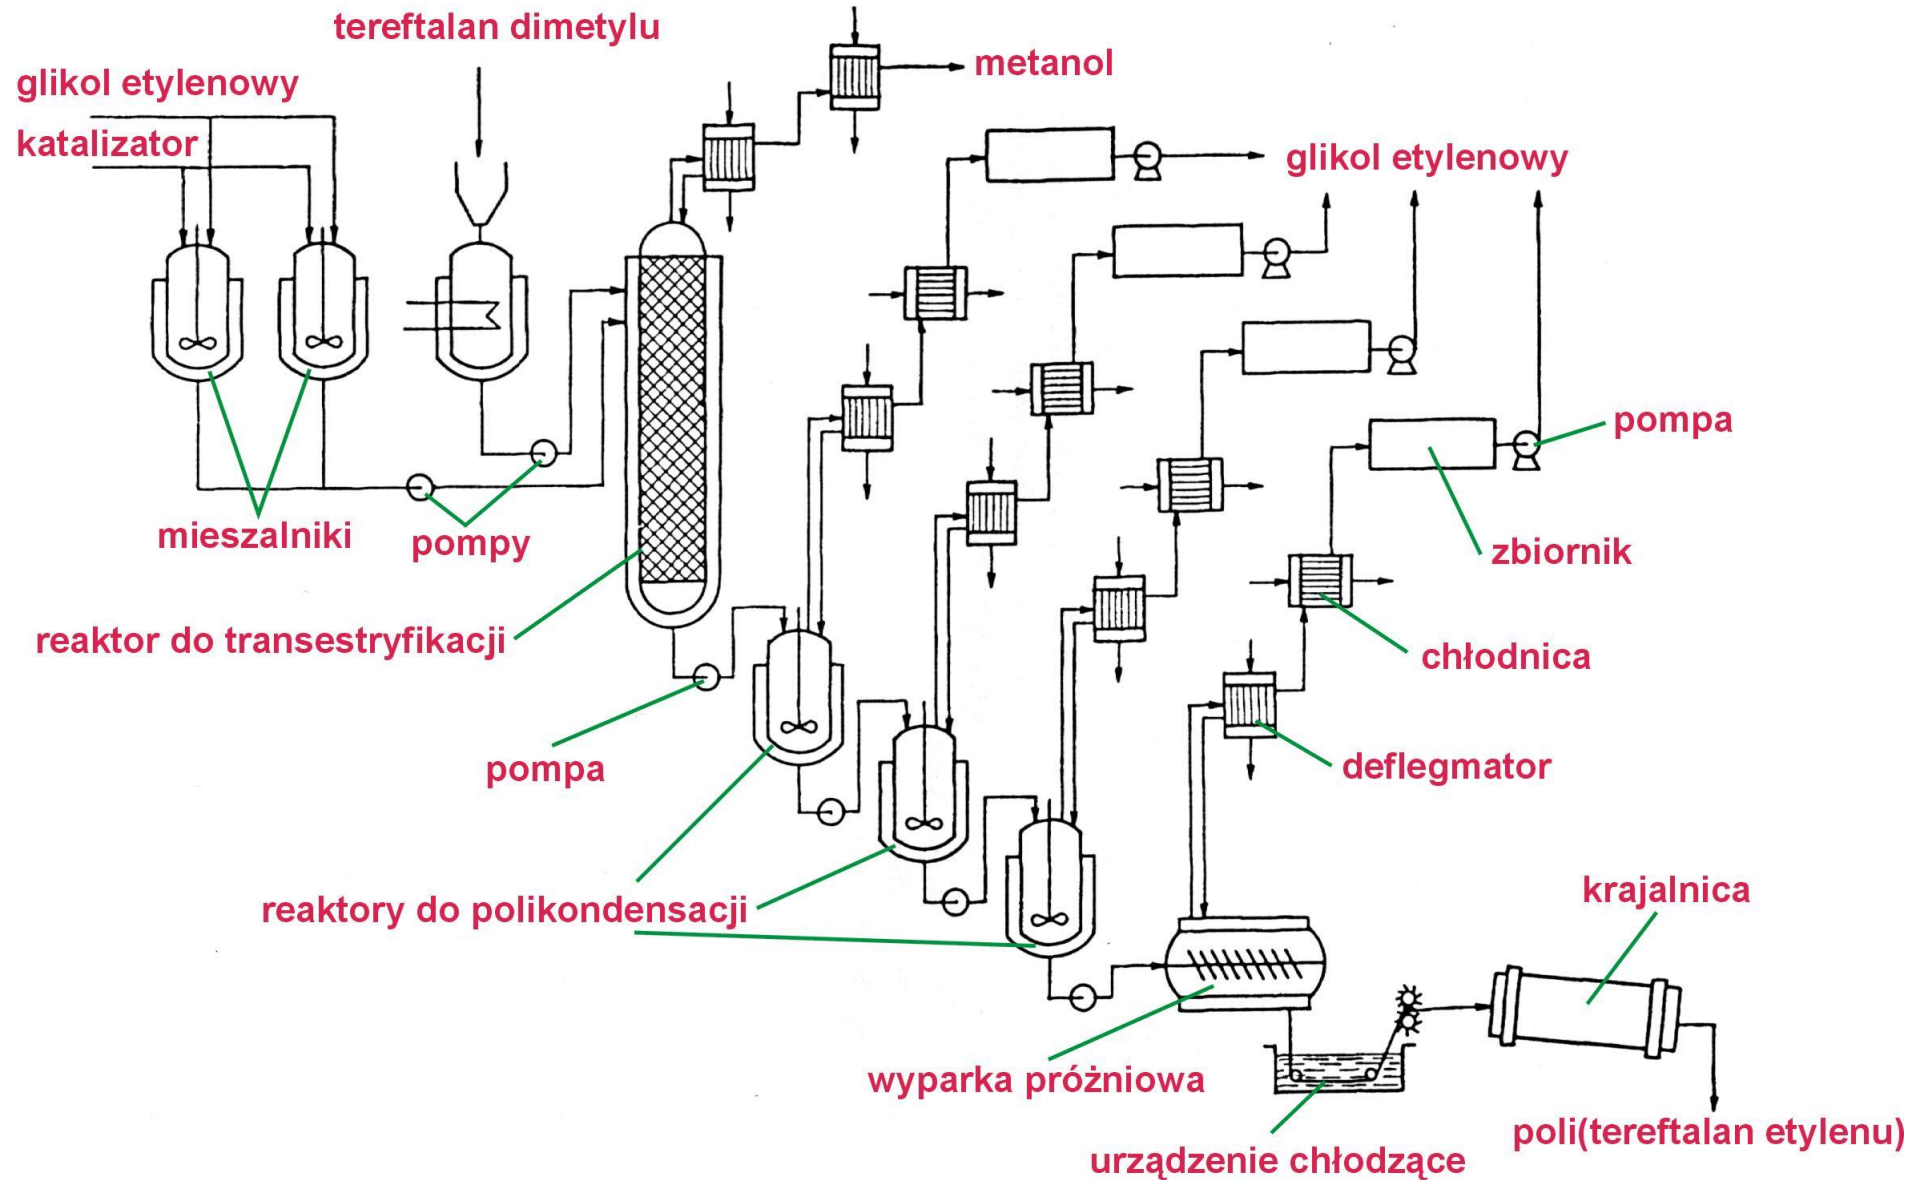 tereftalan dimetylu
metanol
glikol etylenowy
katalizator
glikol etylenowy
pompa
mieszalniki
pompy
zbiornik
reaktor do transestryfikacji
chłodnica
pompa
deflegmator
reaktory do polikondensacji
krajalnica
wyparka próżniowa
poli(tereftalan etylenu)
urządzenie chłodzące